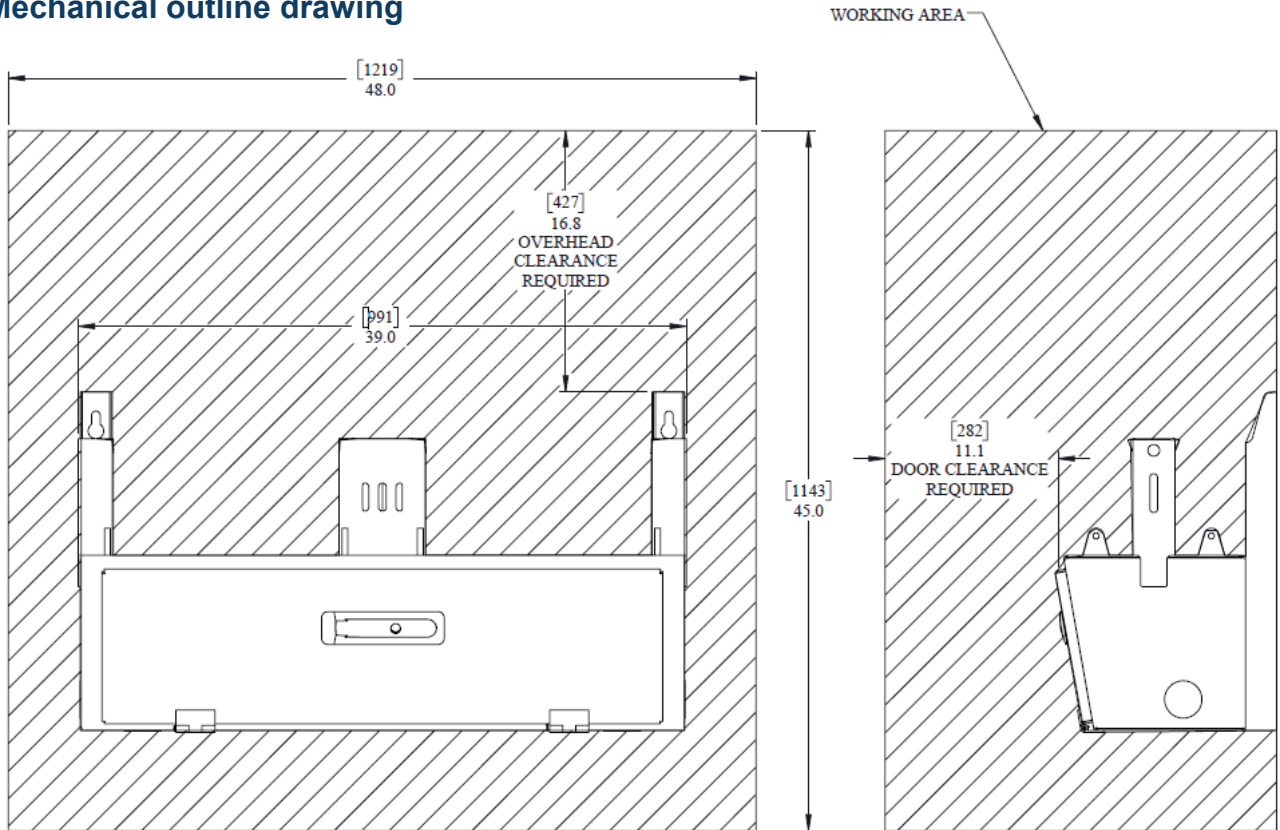 Mechanical outline drawing
WORKING AREA
[1219]
48.0
[427]
16.8
OVERHEAD
CLEARANCE
REQUIRED
[991]
39.0
[282]
11.1
DOOR CLEARANCE
REQUIRED
[1143]
45.0